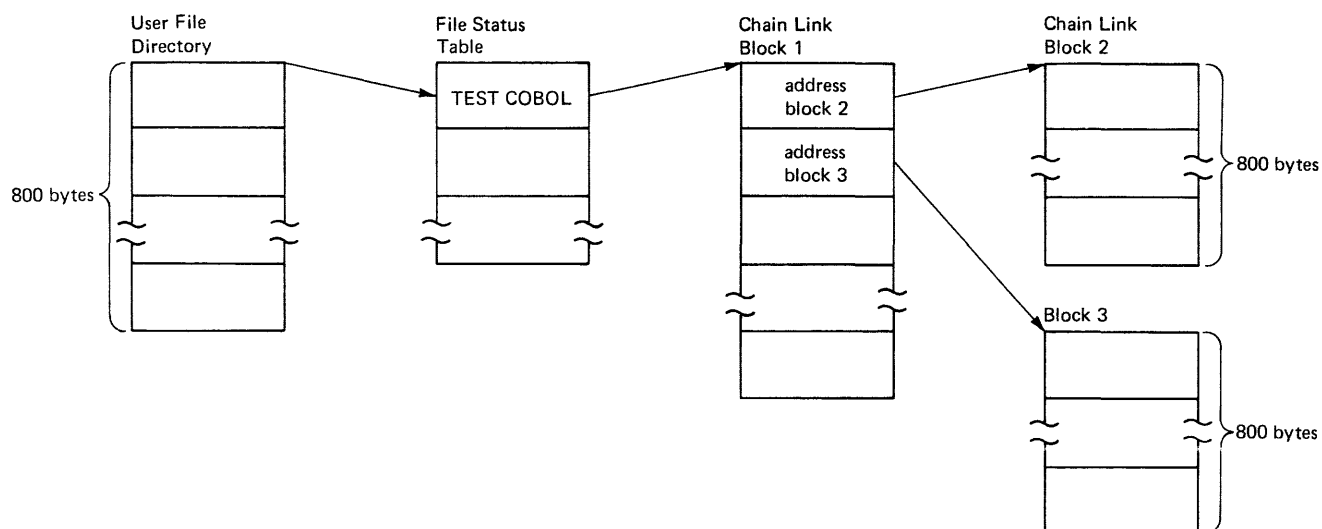 User File
Directory
File Status
Table
Chain Link
Block 1
Chain Link
Block 2
TEST COBOL
address
block 2
address
block 3
800 bytes
800 bytes
Block 3
800 bytes